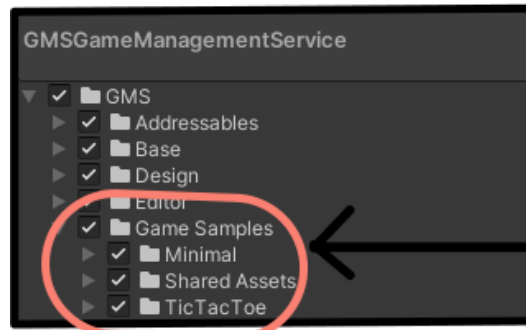 GMSGameManagementService
GMS
Addressables
Base
Design
Editor
Game Samples
Minimal
Shared Assets
TicTacToe